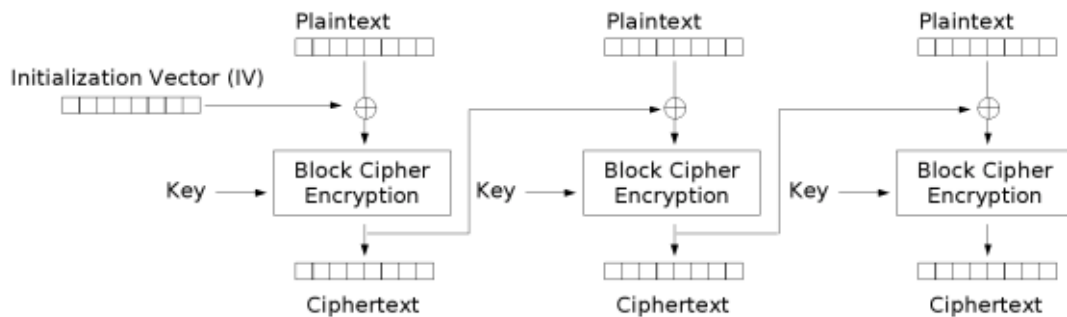 Plaintext
Plaintext
Plaintext
Initialization Vector (IV)
Key
Block Cipher
Encryption
Key
Block Cipher
Encryption
Key
Block Cipher
Encryption
Ciphertext
Ciphertext
Ciphertext